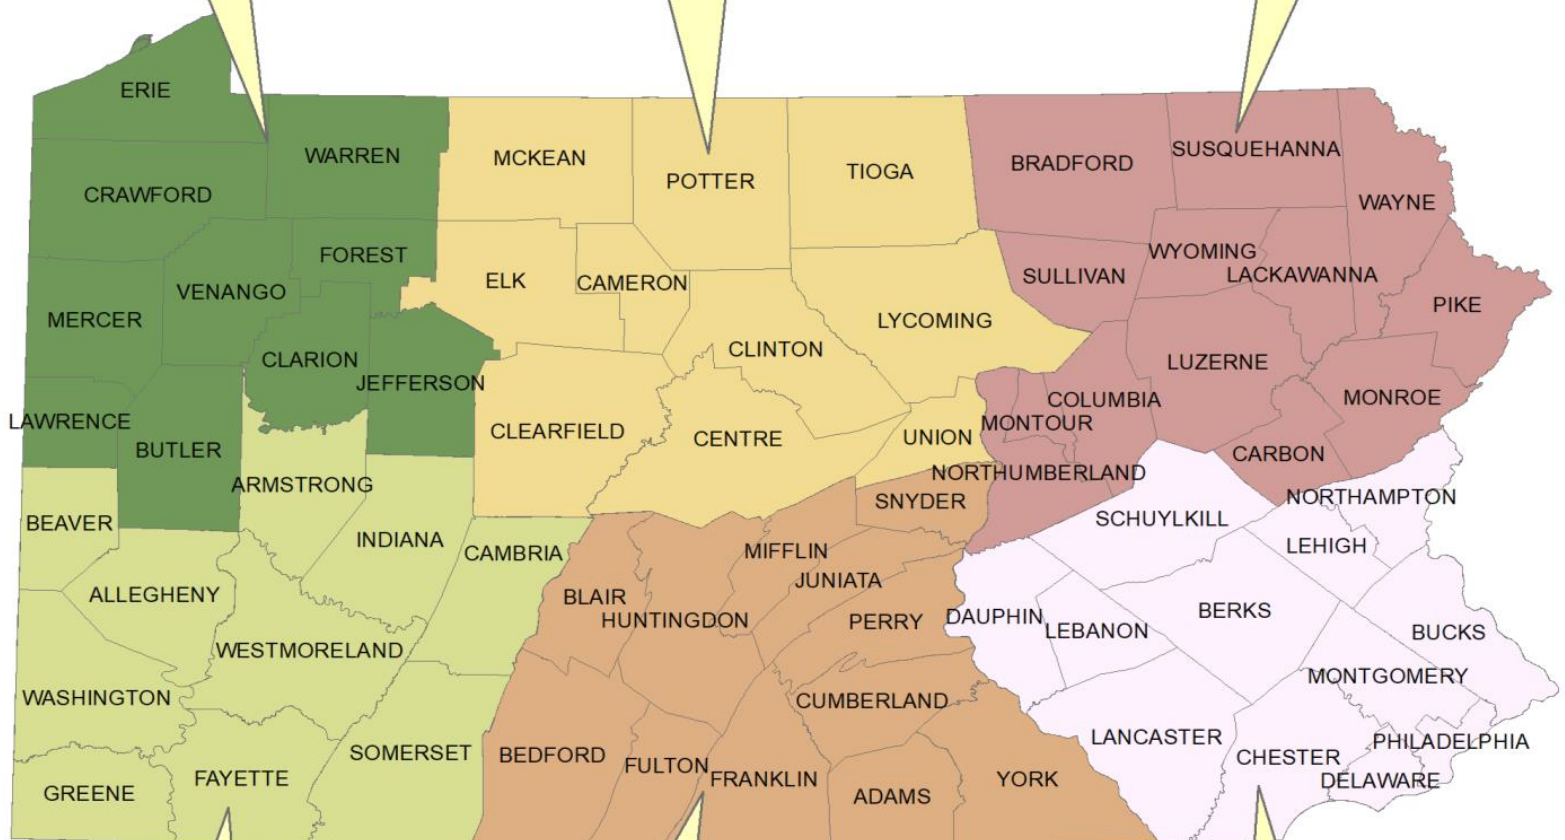 ERIE
WARREN
MCKEAN
POTTER
TIOGA
BRADFORD
SUSQUEHANNA
WAYNE
CRAWFORD
FOREST
ELK
CAMERON
SULLIVAN
WYOMING
LACKAWANNA
PIKE
VENANGO
MERCER
LYCOMING
CLINTON
LUZERNE
CLARION
JEFFERSON
COLUMBIA
MONROE
LAWRENCE
BUTLER
CLEARFIELD
CENTRE
UNION
MONTOUR
CARBON
ARMSTRONG
NORTHUMBERLAND
SNYDER
NORTHAMPTON
BEAVER
INDIANA
CAMBRIA
MIFFLIN
SCHUYLKILL
LEHIGH
ALLEGHENY
BLAIR
JUNIATA
HUNTINGDON
PERRY
DAUPHIN
LEBANON
BERKS
BUCKS
WESTMORELAND
WASHINGTON
CUMBERLAND
MONTGOMERY
SOMERSET
BEDFORD
FULTON
FRANKLIN
LANCASTER
CHESTER
PHILADELPHIA
GREENE
FAYETTE
ADAMS
YORK
DELAWARE